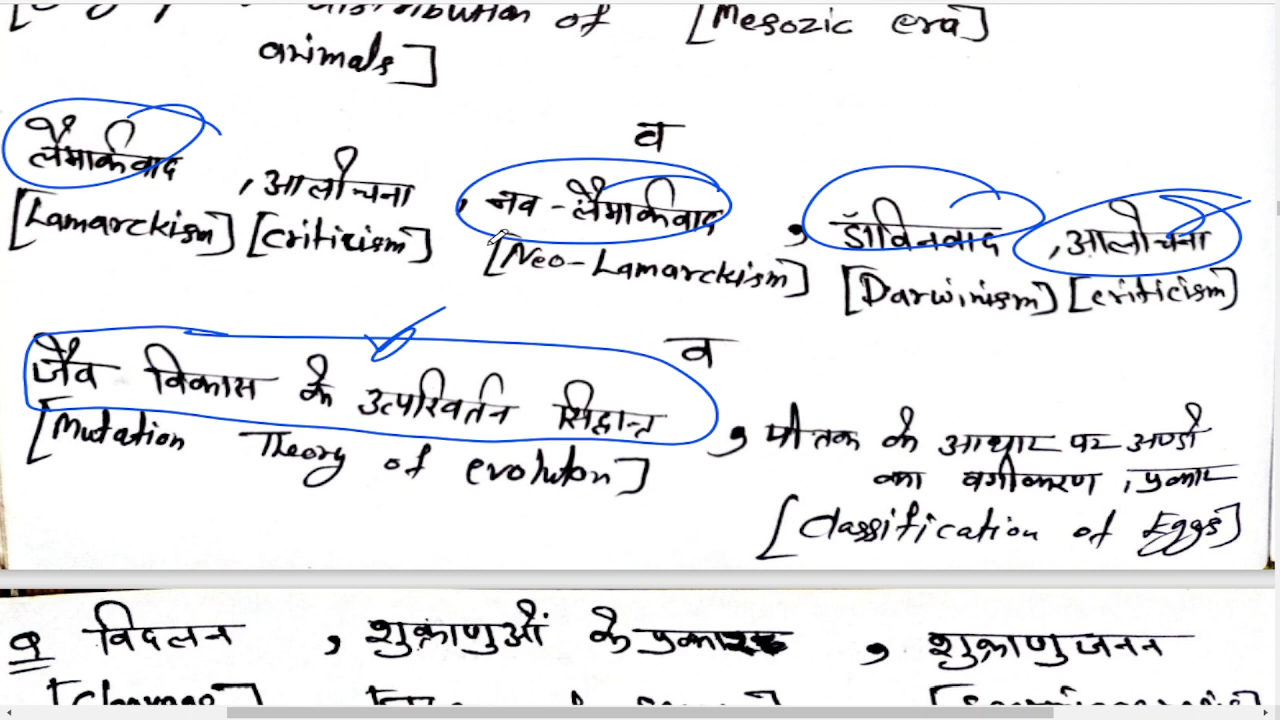 distribution of [Mesozic era]
animals]
व
लैमार्कवाद , आलोचना , नव - लैमार्कवाद , डॉर्विनवाद , आलोचना
[Lamarckism] [criticism] [Neo-Lamarckism] [Darwinism] [criticism]
व
जैव विकास के उत्परिवर्तन सिद्धान्त
[Mutation Theory of evoluton]
, पीतक के आधार पर अण्डो
का वर्गीकरण , प्रकार
[Classification of Eggs]
व विदलन , शुक्राणुओं के प्रकार , शुक्राणुजनन